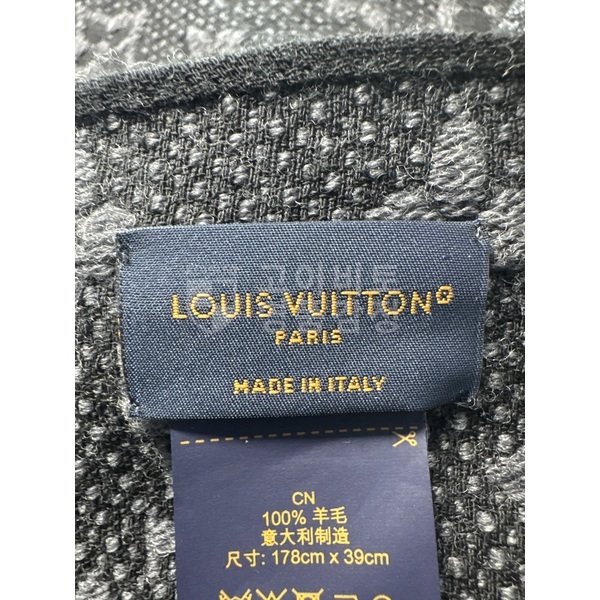 LOUIS VUITTON®
PARIS
MADE IN ITALY
CN
100% 羊毛
意大利制造
尺寸: 178cm x 39cm